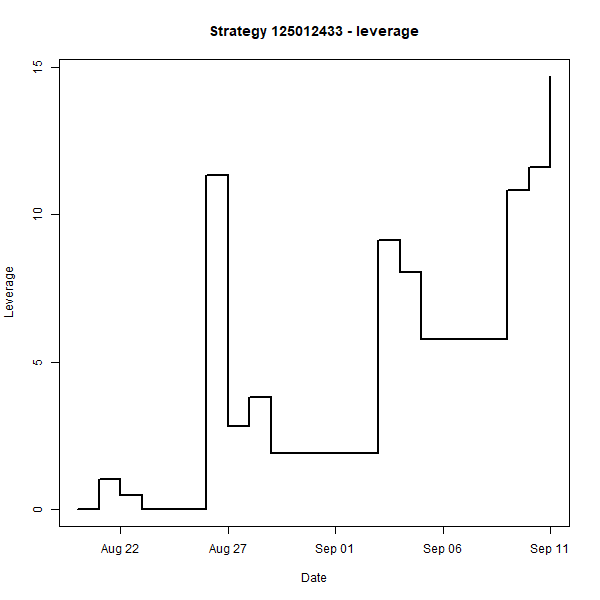 Strategy 125012433 - leverage
15
10
5
0
Leverage
Aug 22 Aug 27 Sep 01 Sep 06 Sep 11
Date